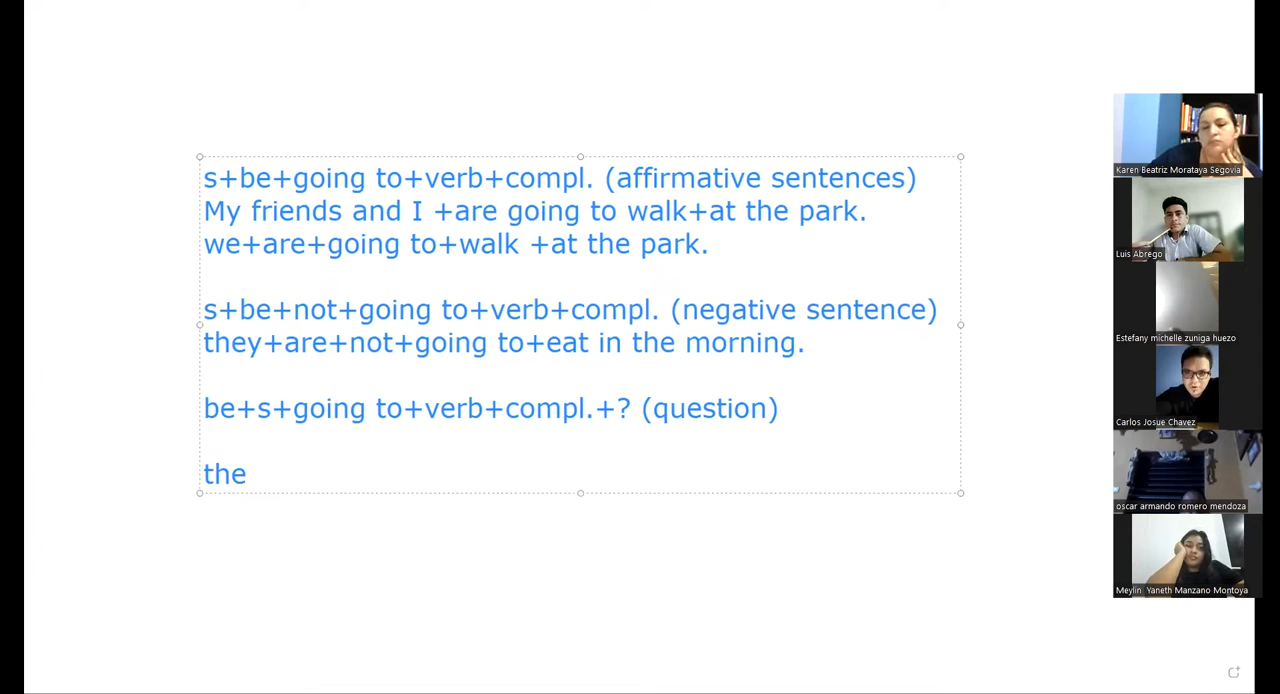 s+be+going to+verb+compl. (affirmative sentences)
My friends and I +are going to walk+at the park.
we+are+going to+walk +at the park.
s+be+not+going to+verb+compl. (negative sentence)
they+are+not+going to+eat in the morning.
be+s+going to+verb+compl.+? (question)
the
Karen Beatriz Morataya Segovia
Luis Abrego
Estefany michelle zuniga huezo
Carlos Josue Chavez
oscar armando romero mendoza
Meylin Yaneth Manzano Montoya